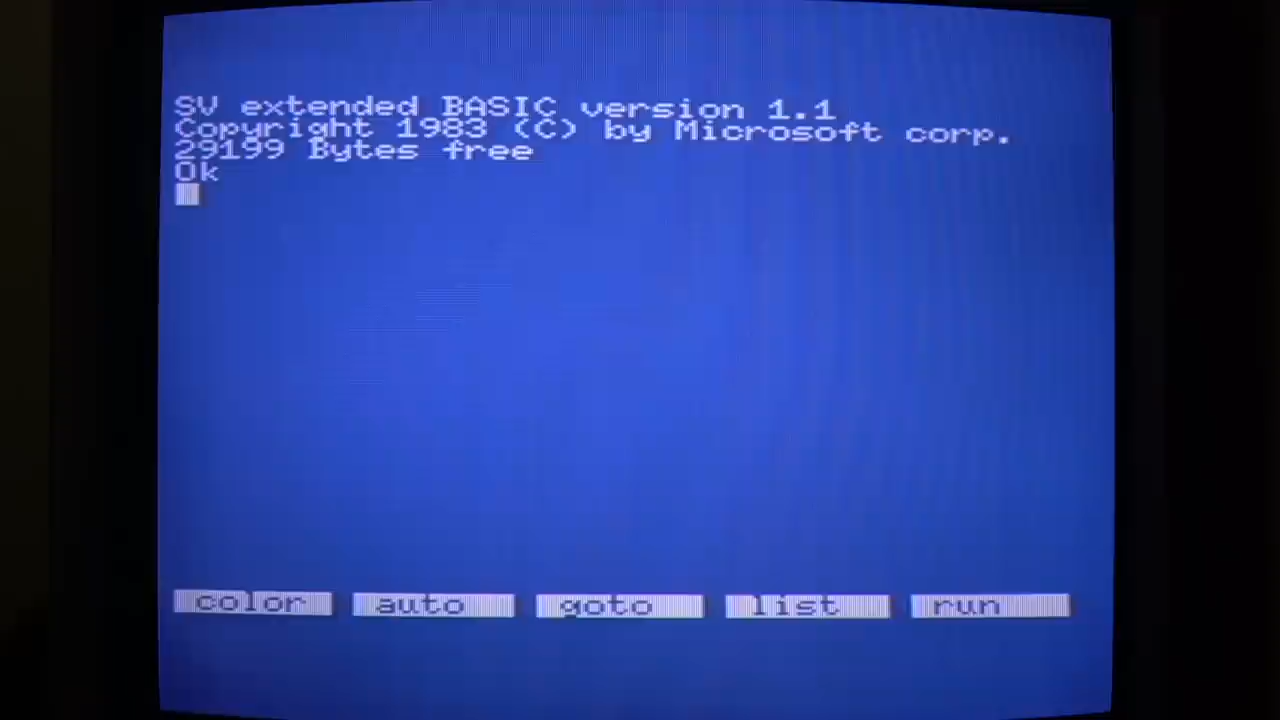 SV extended BASIC version 1.1
Copyright 1983 (C) by Microsoft corp.
29199 Bytes free
Ok
color auto goto list run